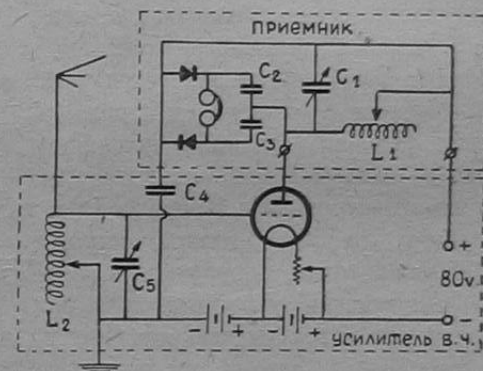 ПРИЕМНИК
C2
C1
C3
L1
C4
+
C5
80v.
L2
- + - + -
УСИЛИТЕЛЬ В.Ч.